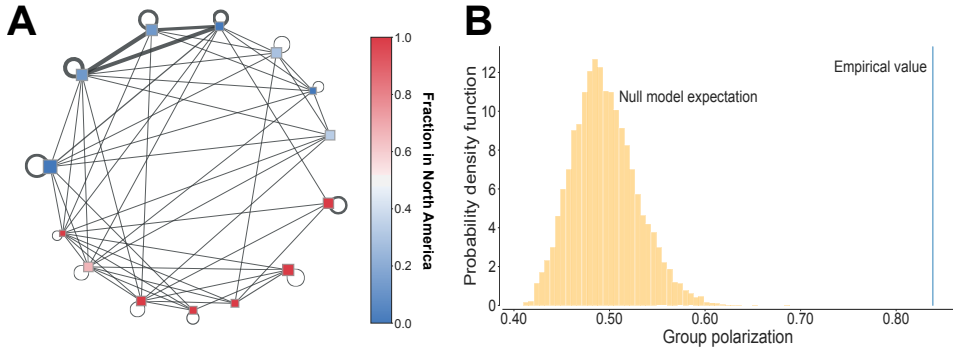 A
1.0
0.8
0.6
0.4
0.2
0.0
Fraction in North America
B
Probability density function
12
10
8
6
4
2
0
Null model expectation
Empirical value
0.40
0.50
0.60
0.70
0.80
Group polarization